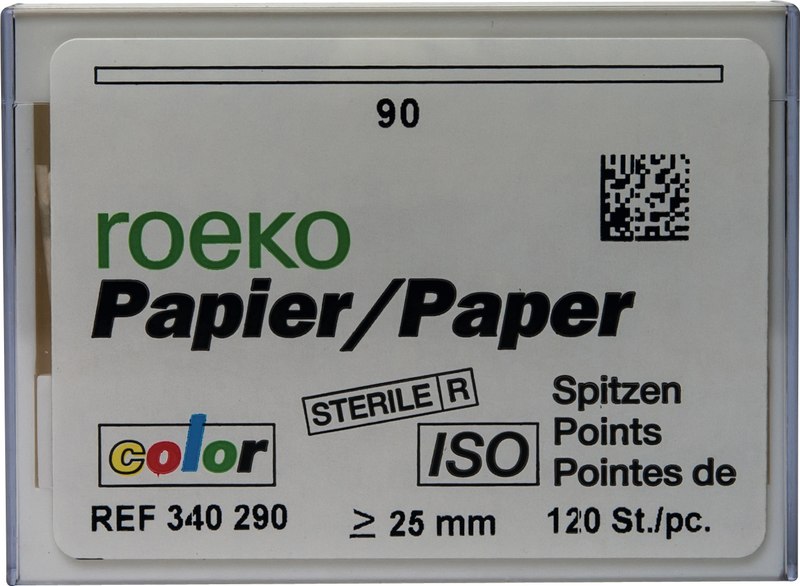 90
roeko
Papier/Paper
STERILE R
Spitzen
color
ISO
Points
Pointes de
REF 340 290
≥ 25 mm
120 St./pc.